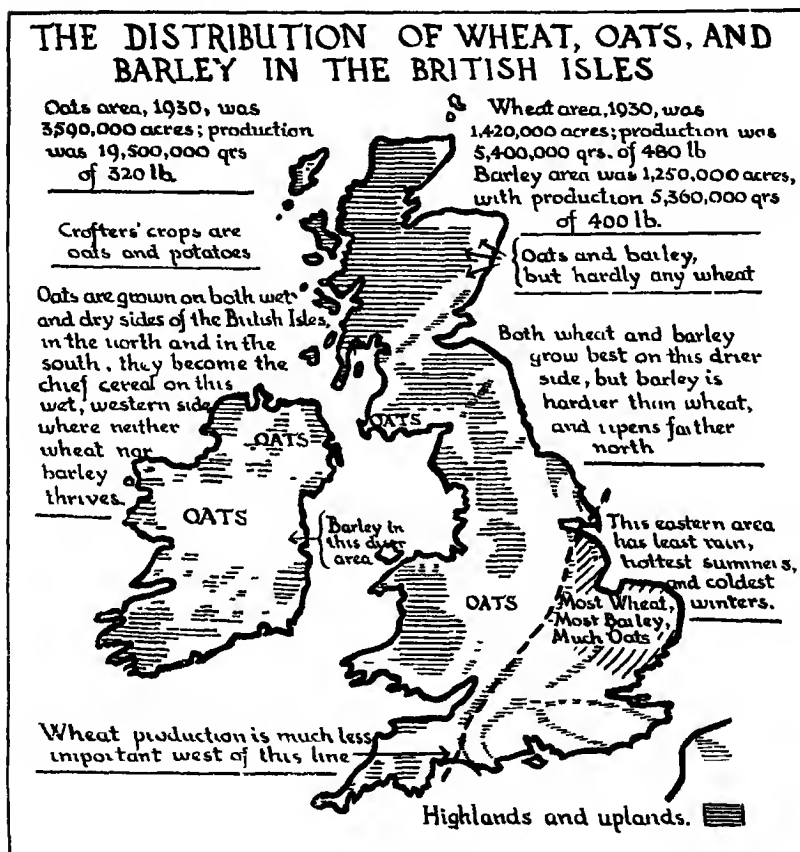 THE DISTRIBUTION OF WHEAT, OATS, AND
BARLEY IN THE BRITISH ISLES
Oats area, 1930, was
3,590,000 acres; production
was 19,500,000 qrs
of 320 lb.
Wheat area, 1930, was
1,420,000 acres; production was
5,400,000 qrs. of 480 lb
Barley area was 1,250,000 acres,
with production 5,360,000 qrs
of 400 lb.
Crofters' crops are
oats and potatoes
Oats and barley,
but hardly any wheat
Oats are grown on both wet
and dry sides of the British Isles,
in the north and in the
south. they become the
chief cereal on this
wet, western side
where neither
wheat nor
barley
thrives.
Both wheat and barley
grow best on this drier
side, but barley is
hardier than wheat,
and ripens farther
north
OATS
OATS
OATS
Barley in
this drier
area
This eastern area
has least rain,
hottest summers,
and coldest
winters.
OATS
Most Wheat,
Most Barley,
Much Oats
Wheat production is much less
important west of this line
Highlands and uplands.